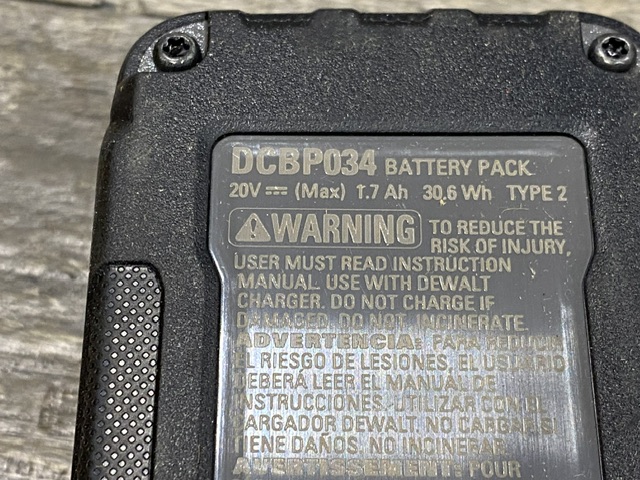 DCBP034 BATTERY PACK
20V ⎓ (Max) 1.7 Ah 30,6 Wh TYPE 2
⚠WARNING TO REDUCE THE
RISK OF INJURY,
USER MUST READ INSTRUCTION
MANUAL. USE WITH DEWALT
CHARGER. DO NOT CHARGE IF
DAMAGED. DO NOT INCINERATE.
ADVERTENCIA: PARA REDUCIR
EL RIESGO DE LESIONES, EL USUARIO
DEBERÁ LEER EL MANUAL DE
INSTRUCCIONES. UTILIZAR CON EL
CARGADOR DEWALT. NO CARGAR SI
TIENE DAÑOS. NO INCINERAR.
AVERTISSEMENT: POUR